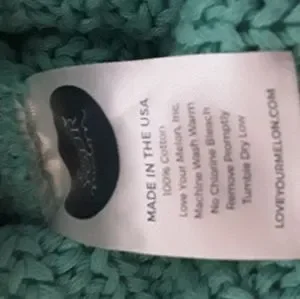 MADE IN THE USA
100% Cotton
Love Your Melon, Inc.
Machine Wash Warm
No Chlorine Bleach
Remove Promptly
Tumble Dry Low
LOVEYOURMELON.COM